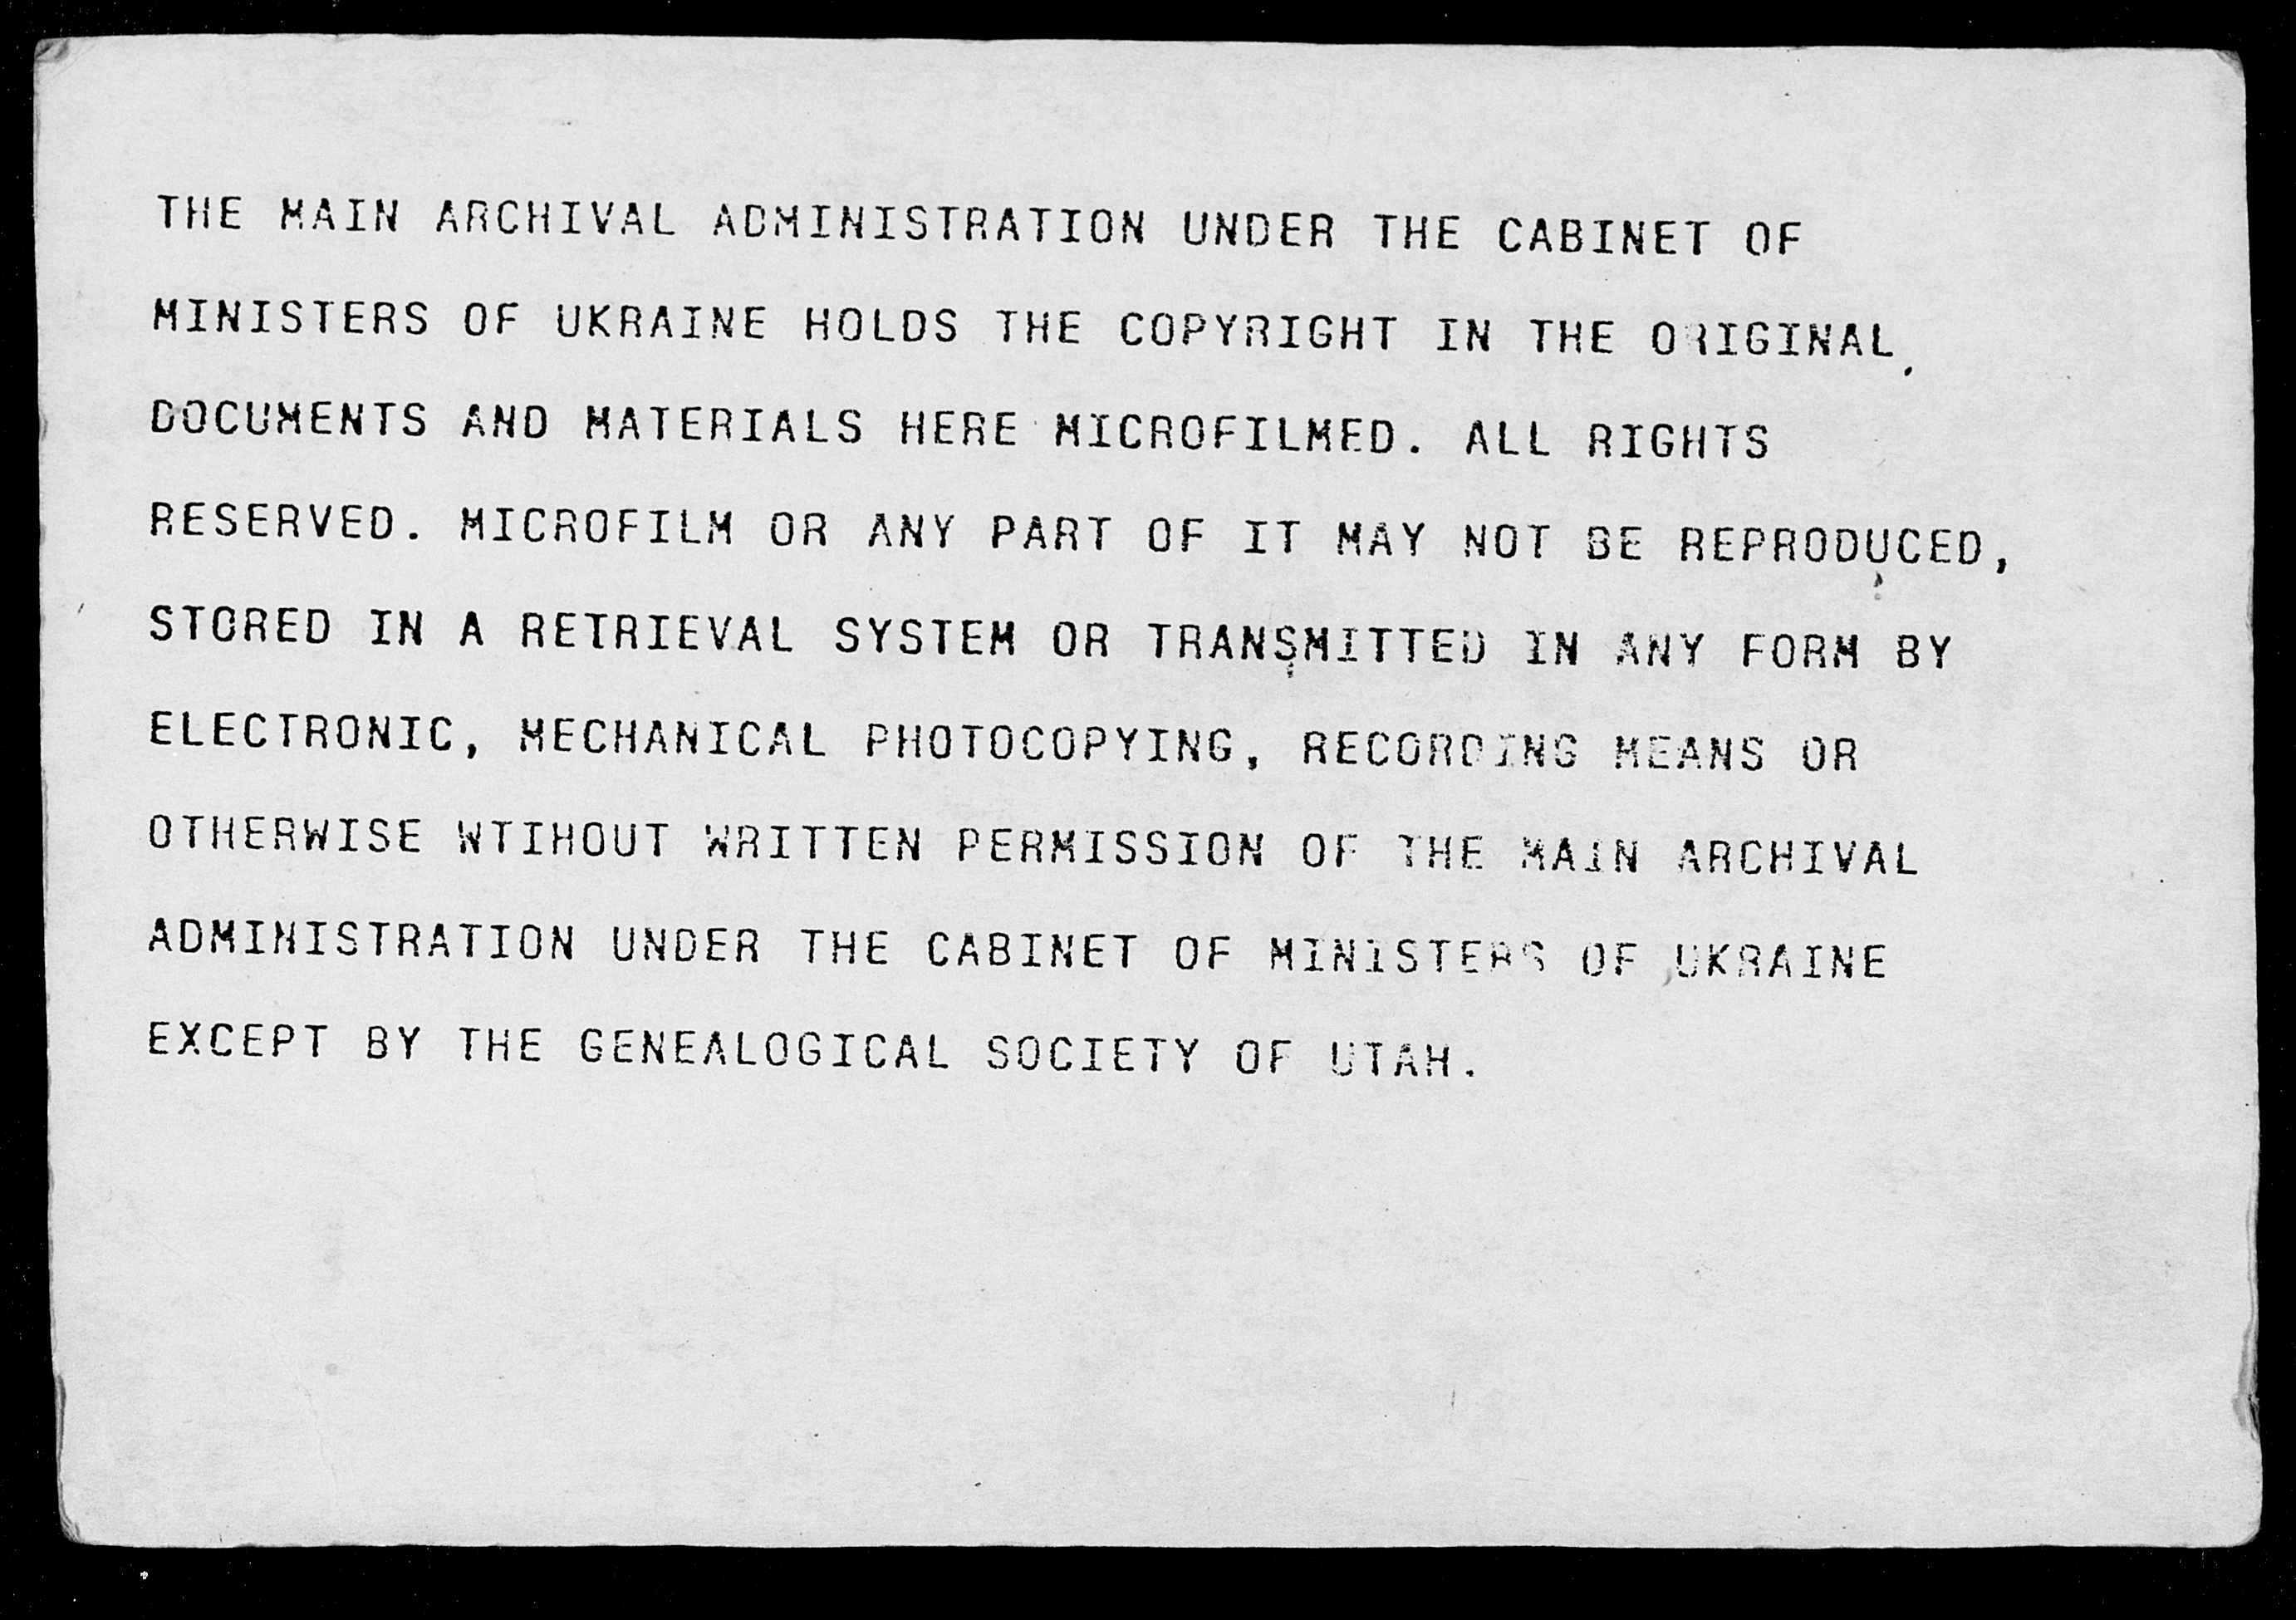 THE MAIN ARCHIVAL ADMINISTRATION UNDER THE CABINET OF
MINISTERS OF UKRAINE HOLDS THE COPYRIGHT IN THE ORIGINAL
DOCUMENTS AND MATERIALS HERE MICROFILMED. ALL RIGHTS
RESERVED. MICROFILM OR ANY PART OF IT MAY NOT BE REPRODUCED,
STORED IN A RETRIEVAL SYSTEM OR TRANSMITTED IN ANY FORM BY
ELECTRONIC, MECHANICAL PHOTOCOPYING, RECORDING MEANS OR
OTHERWISE WTIHOUT WRITTEN PERMISSION OF THE MAIN ARCHIVAL
ADMINISTRATION UNDER THE CABINET OF MINISTERS OF UKRAINE
EXCEPT BY THE GENEALOGICAL SOCIETY OF UTAH.